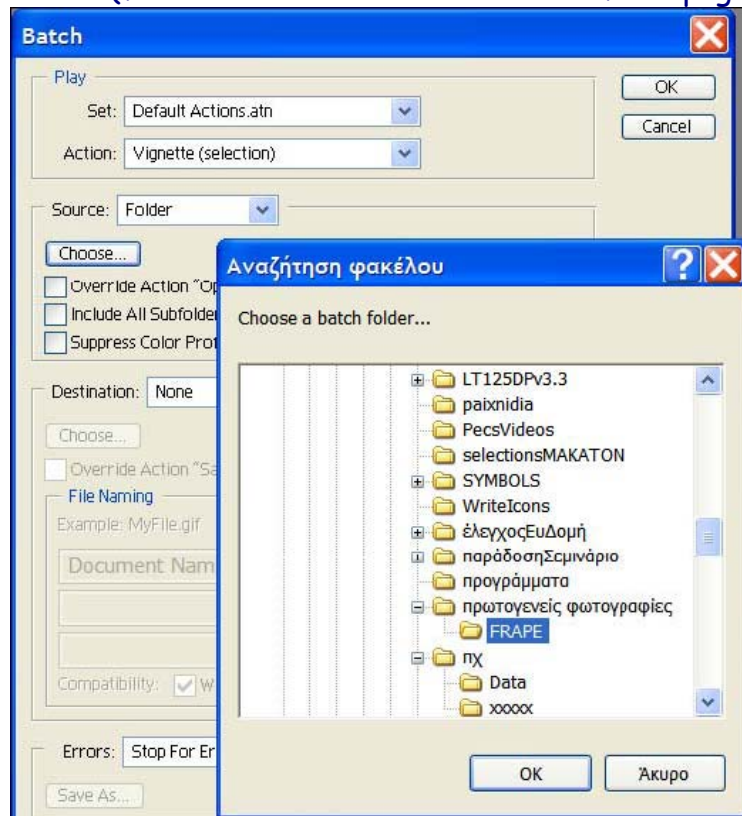 Batch
Play
Set: Default Actions.atn
Action: Vignette (selection)
OK
Cancel
Source: Folder
Choose...
Override Action "Op
Include All Subfolde
Suppress Color Prof
Destination: None
Choose...
Override Action "Sa
File Naming
Example: MyFile.gif
Document Nam
Compatibility: W
Errors: Stop For Er
Save As...
Αναζήτηση φακέλου
Choose a batch folder...
LT125DPv3.3
paixnidia
PecsVideos
selectionsMAKATON
SYMBOLS
WriteIcons
έλεγχοςΕυΔομή
παράδοσηΣεμινάριο
προγράμματα
πρωτογενείς φωτογραφίες
FRAPE
πχ
Data
xxxxx
OK
Άκυρο